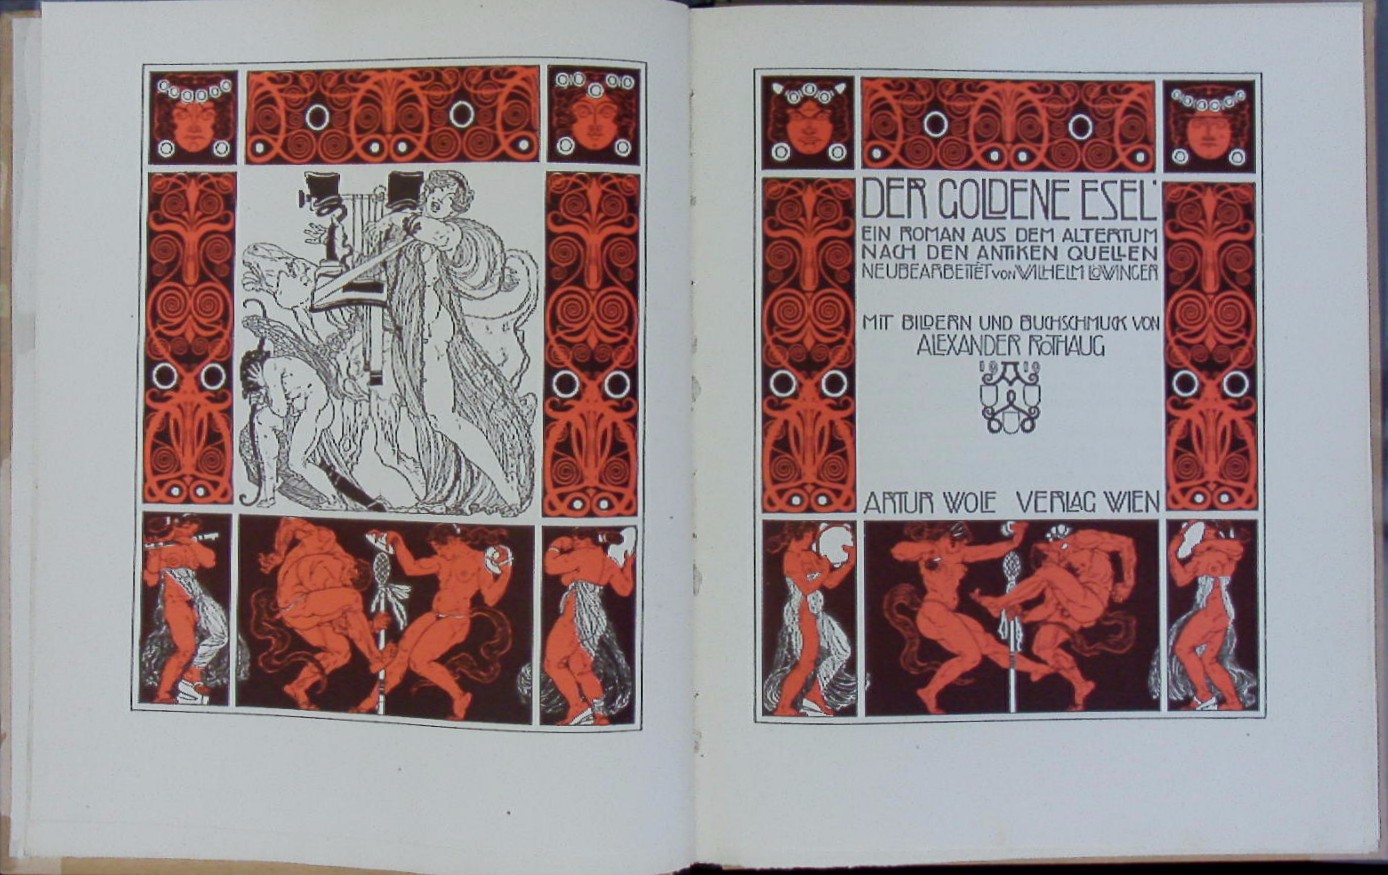 DER GOLDENE ESEL
EIN ROMAN AUS DEM ALTERTUM
NACH DEN ANTIKEN QUELLEN
NEUBEARBEITET VON WILHELM LÖWINGER
MIT BILDERN UND BUCHSCHMUCK VON
ALEXANDER ROTHAUG
1919
ARTUR WOLF VERLAG WIEN